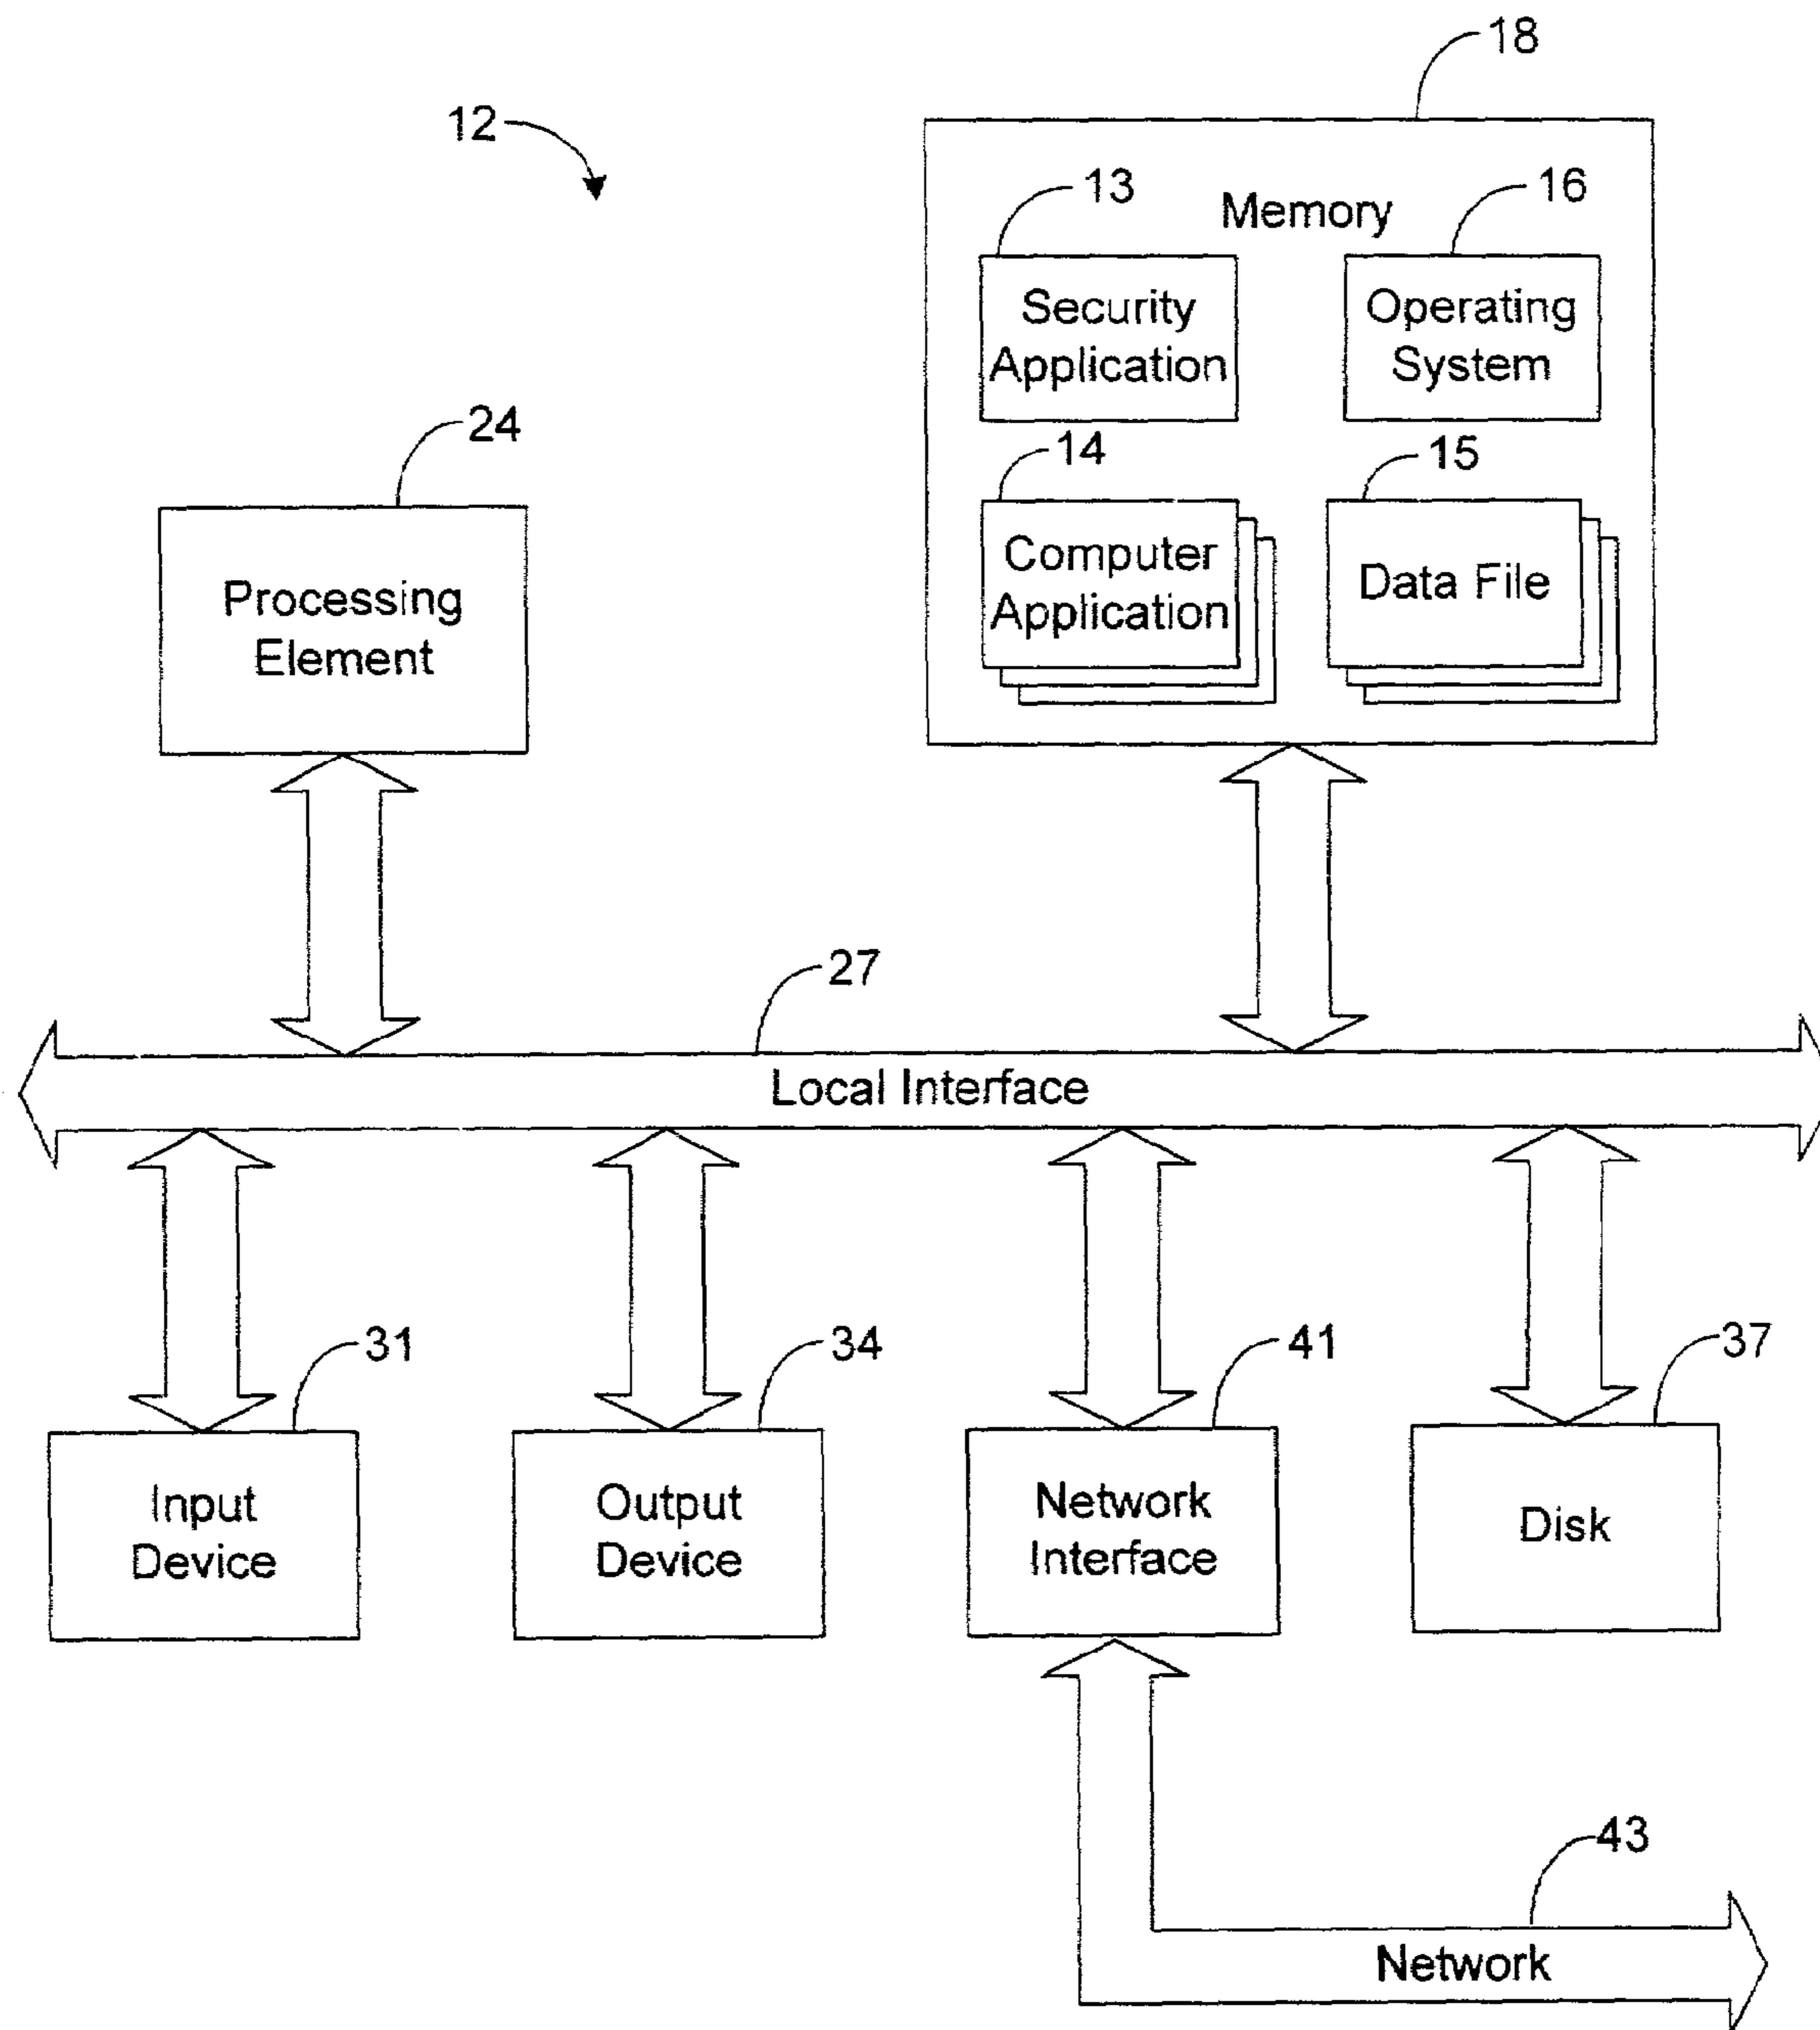 18
12
13
Memory
16
Security
Application
Operating
System
24
14
15
Processing
Element
Computer
Application
Data File
27
Local Interface
31
34
41
37
Input
Device
Output
Device
Network
Interface
Disk
43
Network